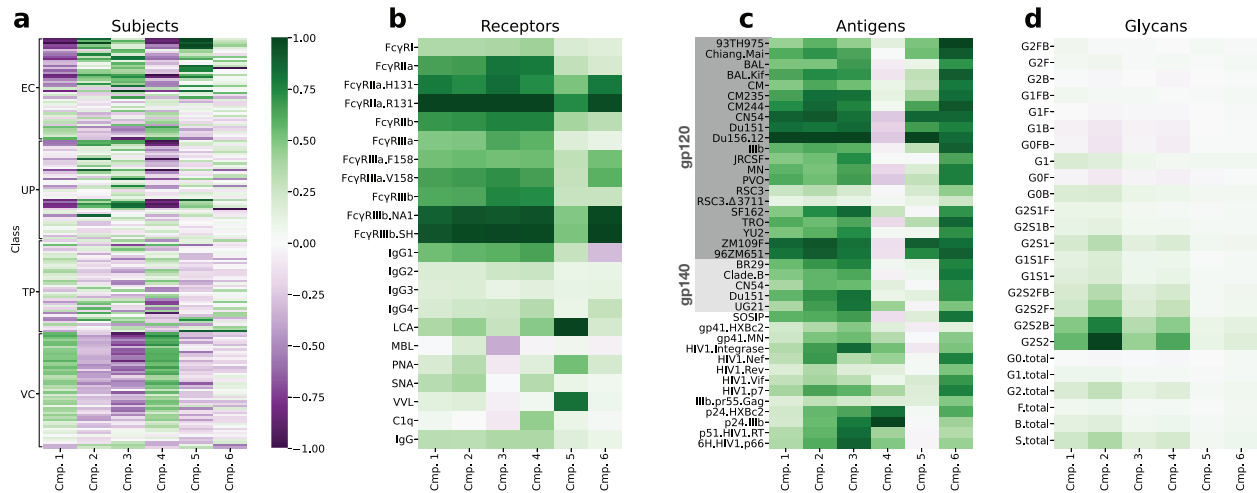 a
Subjects
EC
UP
TP
VC
Class
Cmp. 1
Cmp. 2
Cmp. 3
Cmp. 4
Cmp. 5
Cmp. 6
1.00
0.75
0.50
0.25
0.00
−0.25
−0.50
−0.75
−1.00
b
Receptors
FcγRI
FcγRIIa
FcγRIIa.H131
FcγRIIa.R131
FcγRIIb
FcγRIIIa
FcγRIIIa.F158
FcγRIIIa.V158
FcγRIIIb
FcγRIIIb.NA1
FcγRIIIb.SH
IgG1
IgG2
IgG3
IgG4
LCA
MBL
PNA
SNA
VVL
C1q
IgG
Cmp. 1
Cmp. 2
Cmp. 3
Cmp. 4
Cmp. 5
Cmp. 6
c
Antigens
gp120
gp140
93TH975
Chiang.Mai
BAL
BAL.Kif
CM
CM235
CM244
CN54
Du151
Du156.12
IIIb
JRCSF
MN
PVO
RSC3
RSC3.Δ3711
SF162
TRO
YU2
ZM109F
96ZM651
BR29
Clade.B
CN54
Du151
UG21
SOSIP
gp41.HXBc2
gp41.MN
HIV1.Integrase
HIV1.Nef
HIV1.Rev
HIV1.Vif
HIV1.p7
IIIb.pr55.Gag
p24.HXBc2
p24.IIIb
p51.HIV1.RT
6H.HIV1.p66
Cmp. 1
Cmp. 2
Cmp. 3
Cmp. 4
Cmp. 5
Cmp. 6
d
Glycans
G2FB
G2F
G2B
G1FB
G1F
G1B
G0FB
G1
G0F
G0B
G2S1F
G2S1B
G2S1
G1S1F
G1S1
G2S2FB
G2S2F
G2S2B
G2S2
G0.total
G1.total
G2.total
F.total
B.total
S.total
Cmp. 1
Cmp. 2
Cmp. 3
Cmp. 4
Cmp. 5
Cmp. 6